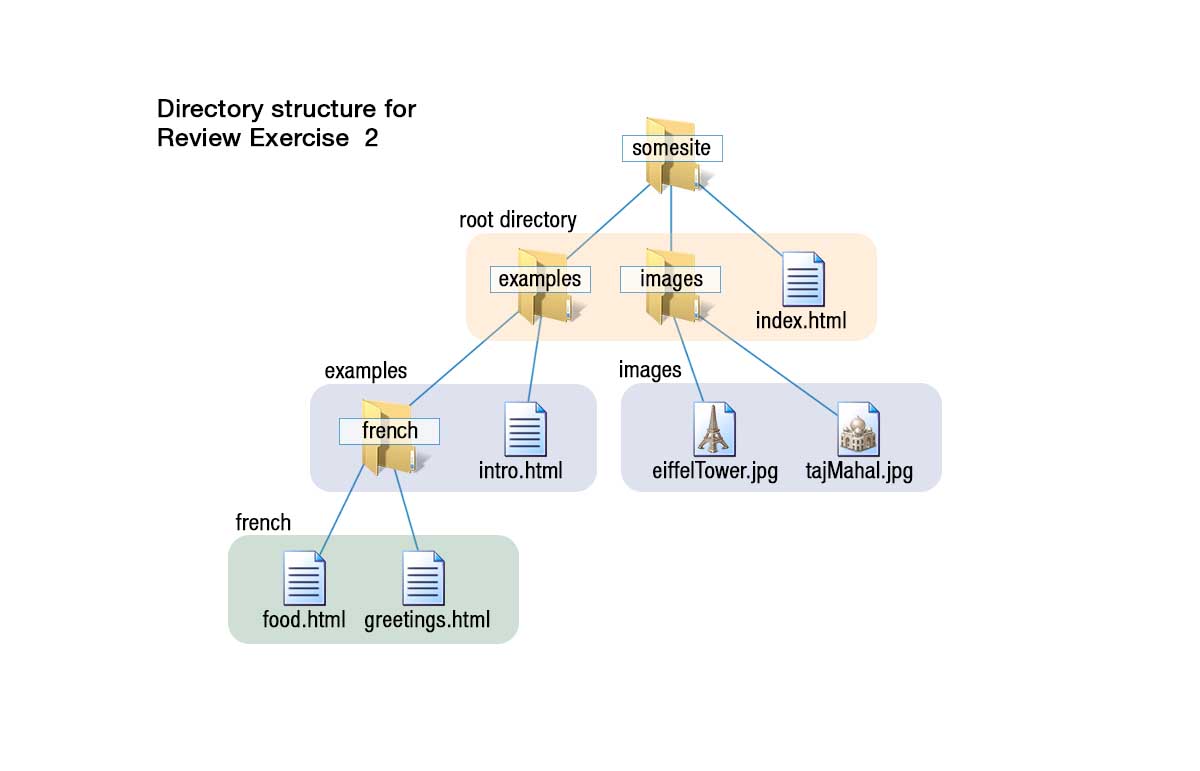 Directory structure for
Review Exercise 2
somesite
root directory
examples
images
index.html
examples
images
french
intro.html
eiffelTower.jpg
tajMahal.jpg
french
food.html
greetings.html